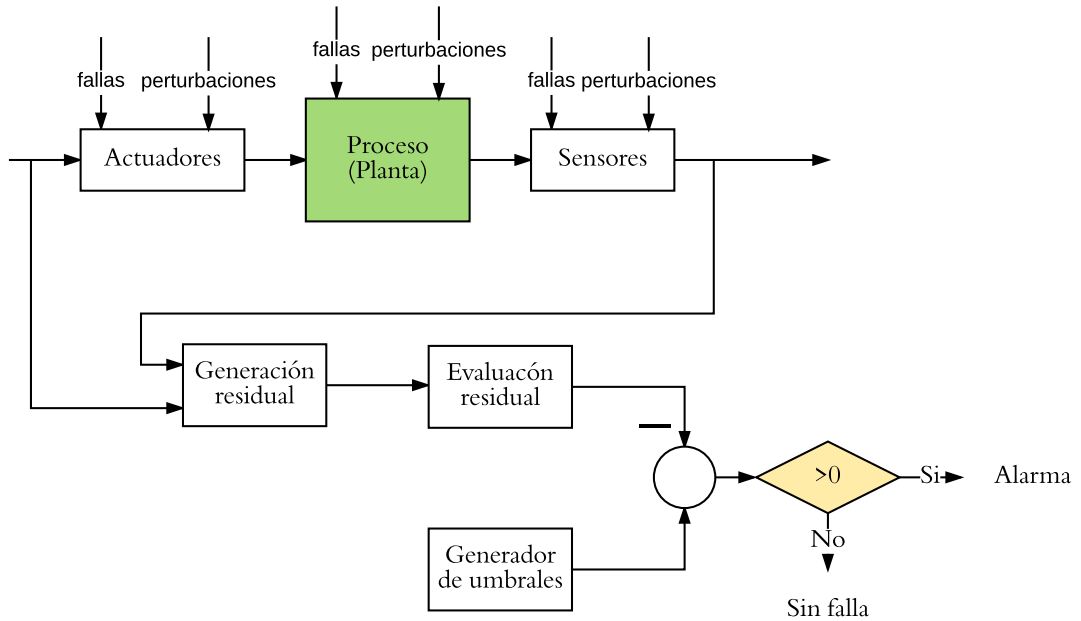 fallas perturbaciones
fallas perturbaciones
fallas perturbaciones
Actuadores
Proceso
(Planta)
Sensores
Generación
residual
Evaluacón
residual
—
>0
Si
Alarma
No
Generador
de umbrales
Sin falla